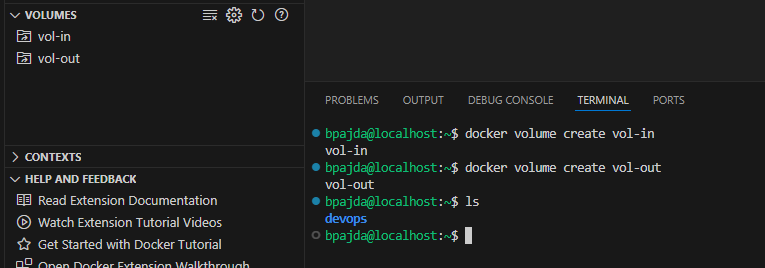 VOLUMES
vol-in
vol-out
CONTEXTS
HELP AND FEEDBACK
Read Extension Documentation
Watch Extension Tutorial Videos
Get Started with Docker Tutorial
Open Docker Extension Walkthrough
PROBLEMS OUTPUT DEBUG CONSOLE TERMINAL PORTS
bpajda@localhost:~$ docker volume create vol-in
vol-in
bpajda@localhost:~$ docker volume create vol-out
vol-out
bpajda@localhost:~$ ls
devops
bpajda@localhost:~$